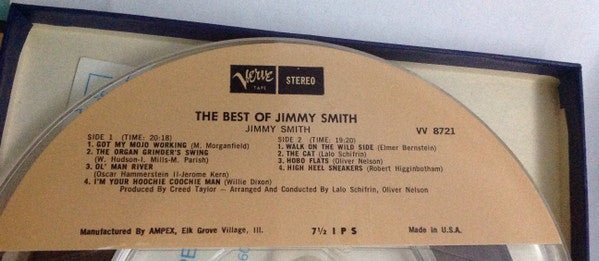 Verve
TAPE
STEREO
THE BEST OF JIMMY SMITH
JIMMY SMITH
VV 8721
SIDE 1 (TIME: 20:18)
1. GOT MY MOJO WORKING (M. Morganfield)
2. THE ORGAN GRINDER'S SWING
(W. Hudson-I. Mills-M. Parish)
3. OL' MAN RIVER
(Oscar Hammerstein II-Jerome Kern)
4. I'M YOUR HOOCHIE COOCHIE MAN (Willie Dixon)
SIDE 2 (TIME: 19:20)
1. WALK ON THE WILD SIDE (Elmer Bernstein)
2. THE CAT (Lalo Schifrin)
3. HOBO FLATS (Oliver Nelson)
4. HIGH HEEL SNEAKERS (Robert Higginbotham)
Produced by Creed Taylor – Arranged and Conducted By Lalo Schifrin, Oliver Nelson
Manufactured By AMPEX, Elk Grove Village, Ill.
7½ I P S
Made in U.S.A.